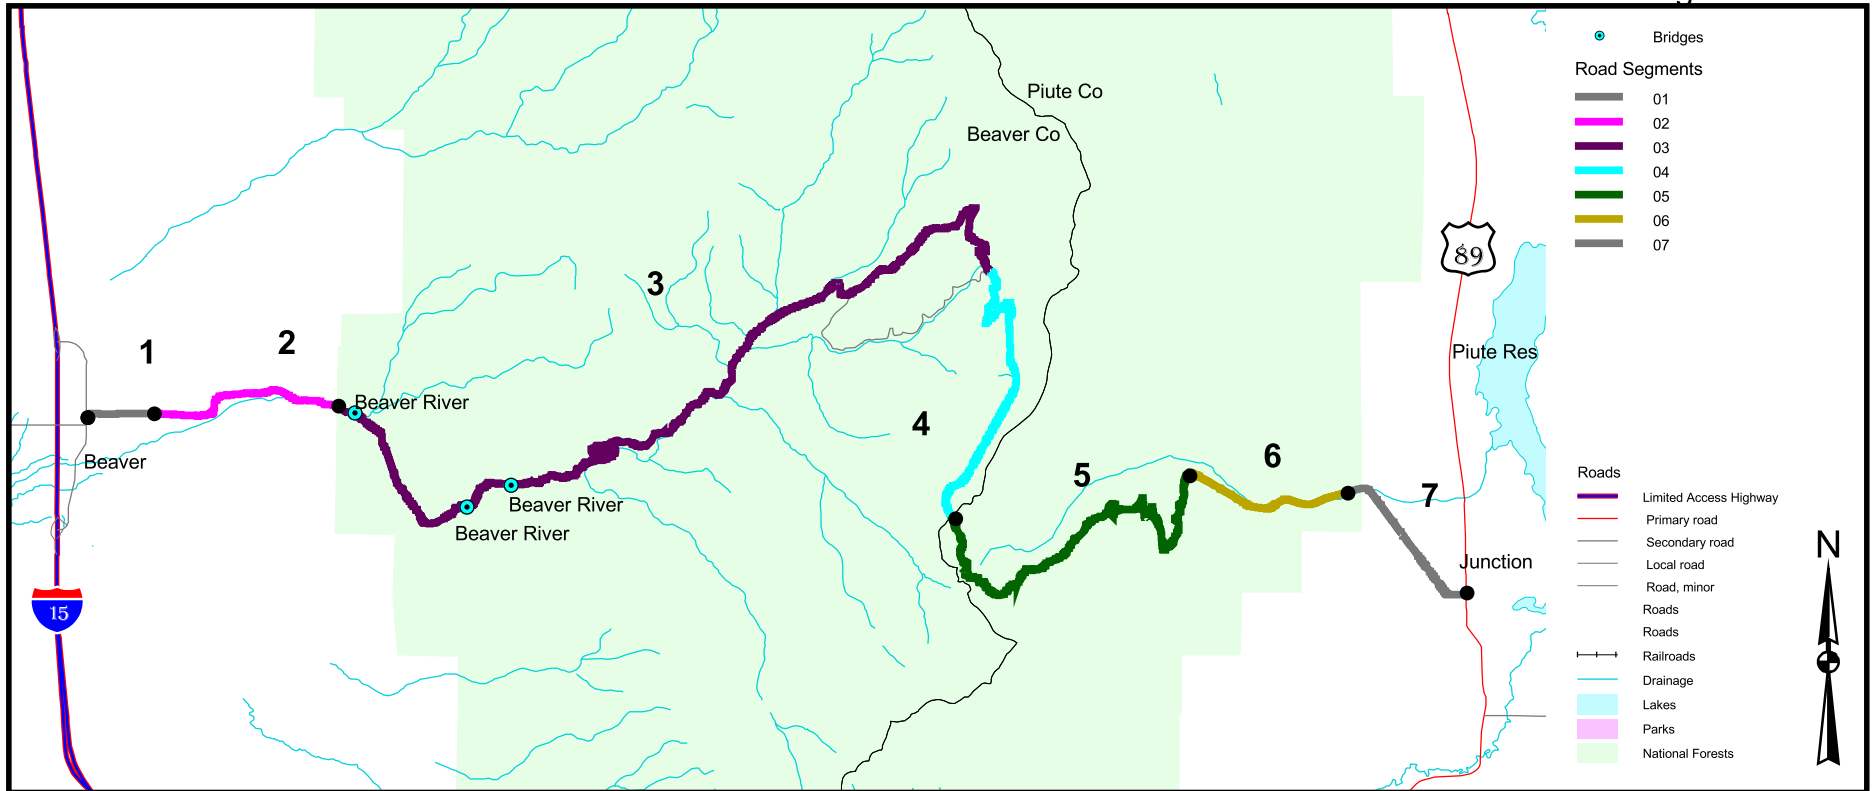 Piute Co
Beaver Co
89
3
1
2
Piute Res
Beaver River
4
Beaver
6
5
7
Beaver River
Beaver River
Junction
15
Bridges
Road Segments
01
02
03
04
05
06
07
Roads
Limited Access Highway
Primary road
Secondary road
Local road
Road, minor
Roads
Roads
Railroads
Drainage
Lakes
Parks
National Forests
N